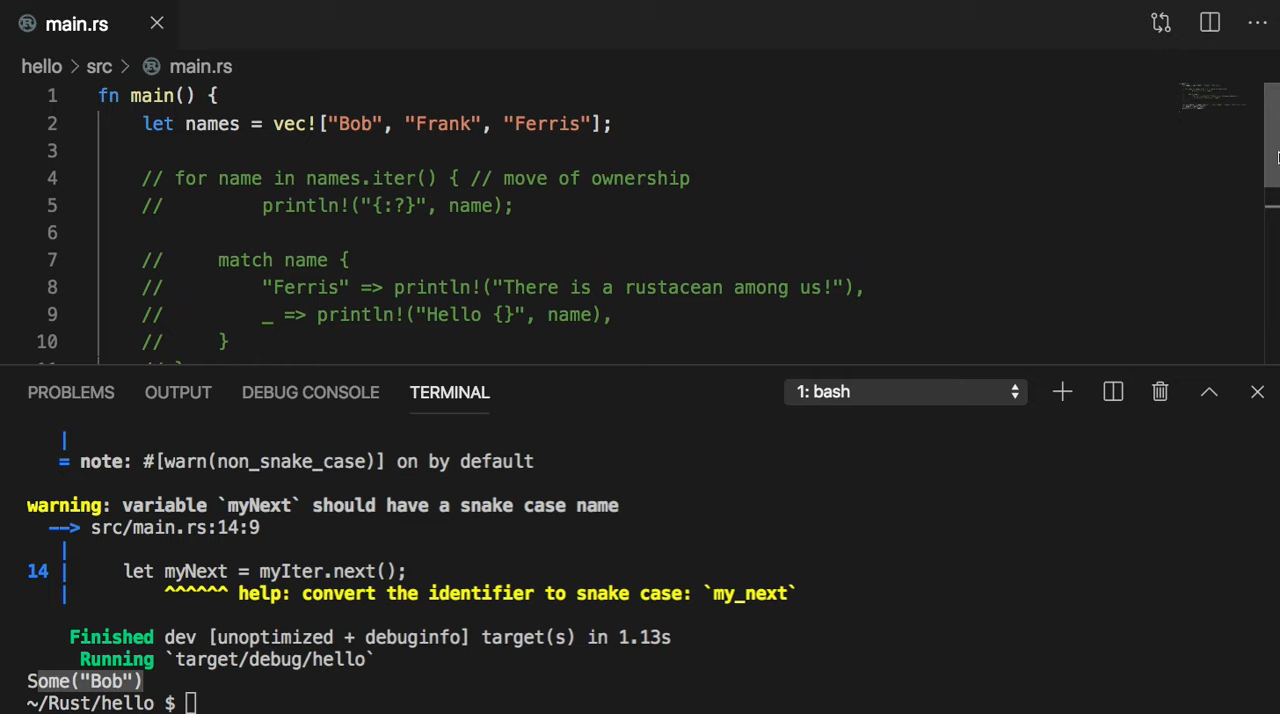 main.rs
hello > src > main.rs
1 fn main() {
2 let names = vec!["Bob", "Frank", "Ferris"];
3
4 // for name in names.iter() { // move of ownership
5 // println!("{:?}", name);
6
7 // match name {
8 // "Ferris" => println!("There is a rustacean among us!"),
9 // _ => println!("Hello {}", name),
10 // }
PROBLEMS OUTPUT DEBUG CONSOLE TERMINAL 1: bash
|
= note: #[warn(non_snake_case)] on by default
warning: variable `myNext` should have a snake case name
--> src/main.rs:14:9
|
14 | let myNext = myIter.next();
| ^^^^^^ help: convert the identifier to snake case: `my_next`
Finished dev [unoptimized + debuginfo] target(s) in 1.13s
Running `target/debug/hello`
Some("Bob")
~/Rust/hello $